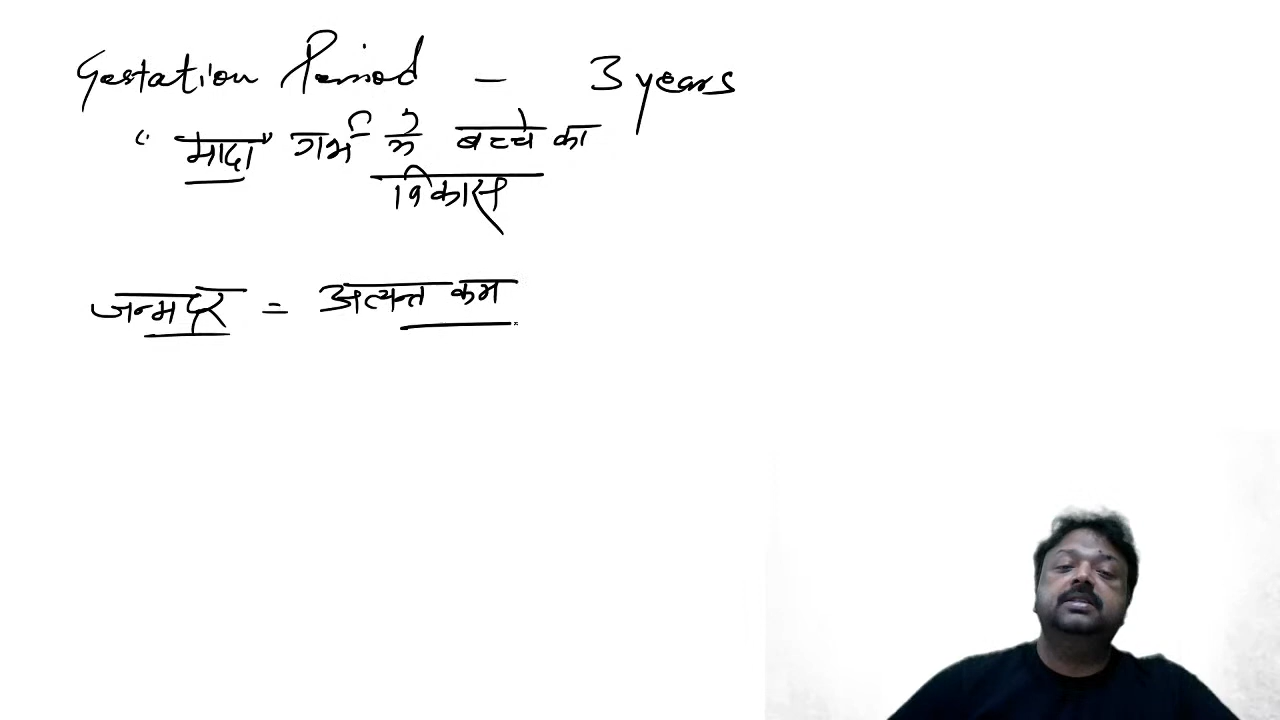 Gestation Period - 3 years
"मादा" गर्भ में बच्चे का
विकास
जन्मदर = अत्यन्त कम